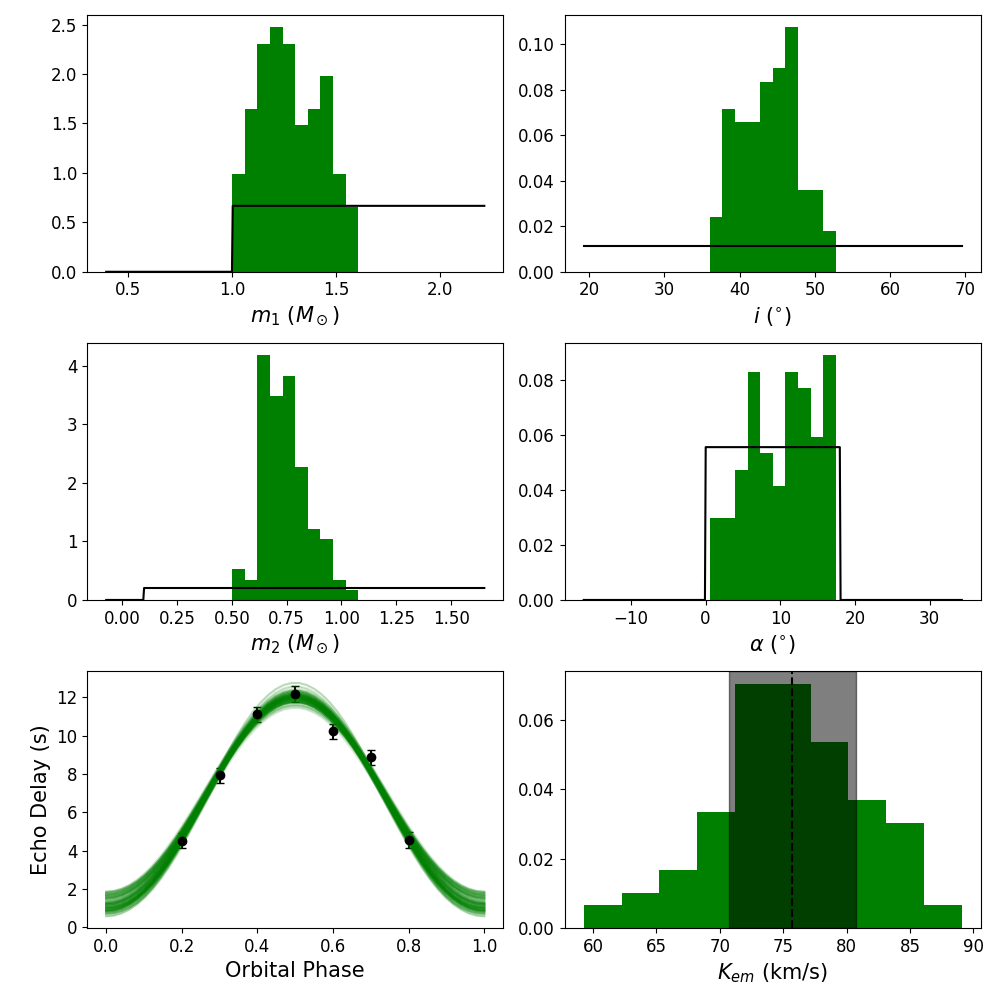 2.5
2.0
1.5
1.0
0.5
0.0
0.5 1.0 1.5 2.0
m₁ (M⊙)
0.10
0.08
0.06
0.04
0.02
0.00
20 30 40 50 60 70
i (°)
4
3
2
1
0
0.00 0.25 0.50 0.75 1.00 1.25 1.50
m₂ (M⊙)
0.08
0.06
0.04
0.02
0.00
−10 0 10 20 30
α (°)
Echo Delay (s)
12
10
8
6
4
2
0
0.0 0.2 0.4 0.6 0.8 1.0
Orbital Phase
0.06
0.04
0.02
0.00
60 65 70 75 80 85 90
Kₑₘ (km/s)